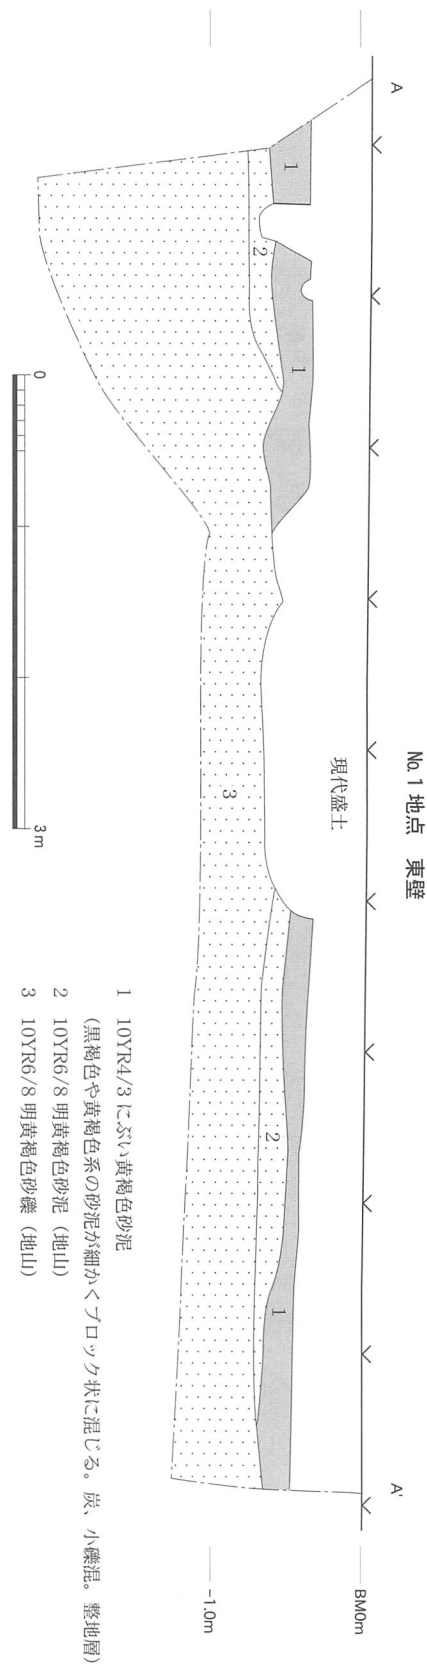 No. 1 地点　東壁
A
A'
BM0m
-1.0m
現代盛土
1
1
1
2
2
3
0
3 m
1　10YR4/3 にぶい黄褐色砂泥
（黒褐色や黄褐色系の砂泥が細かくブロック状に混じる。炭、小礫混。整地層）
2　10YR6/8 明黄褐色砂泥（地山）
3　10YR6/8 明黄褐色砂礫（地山）